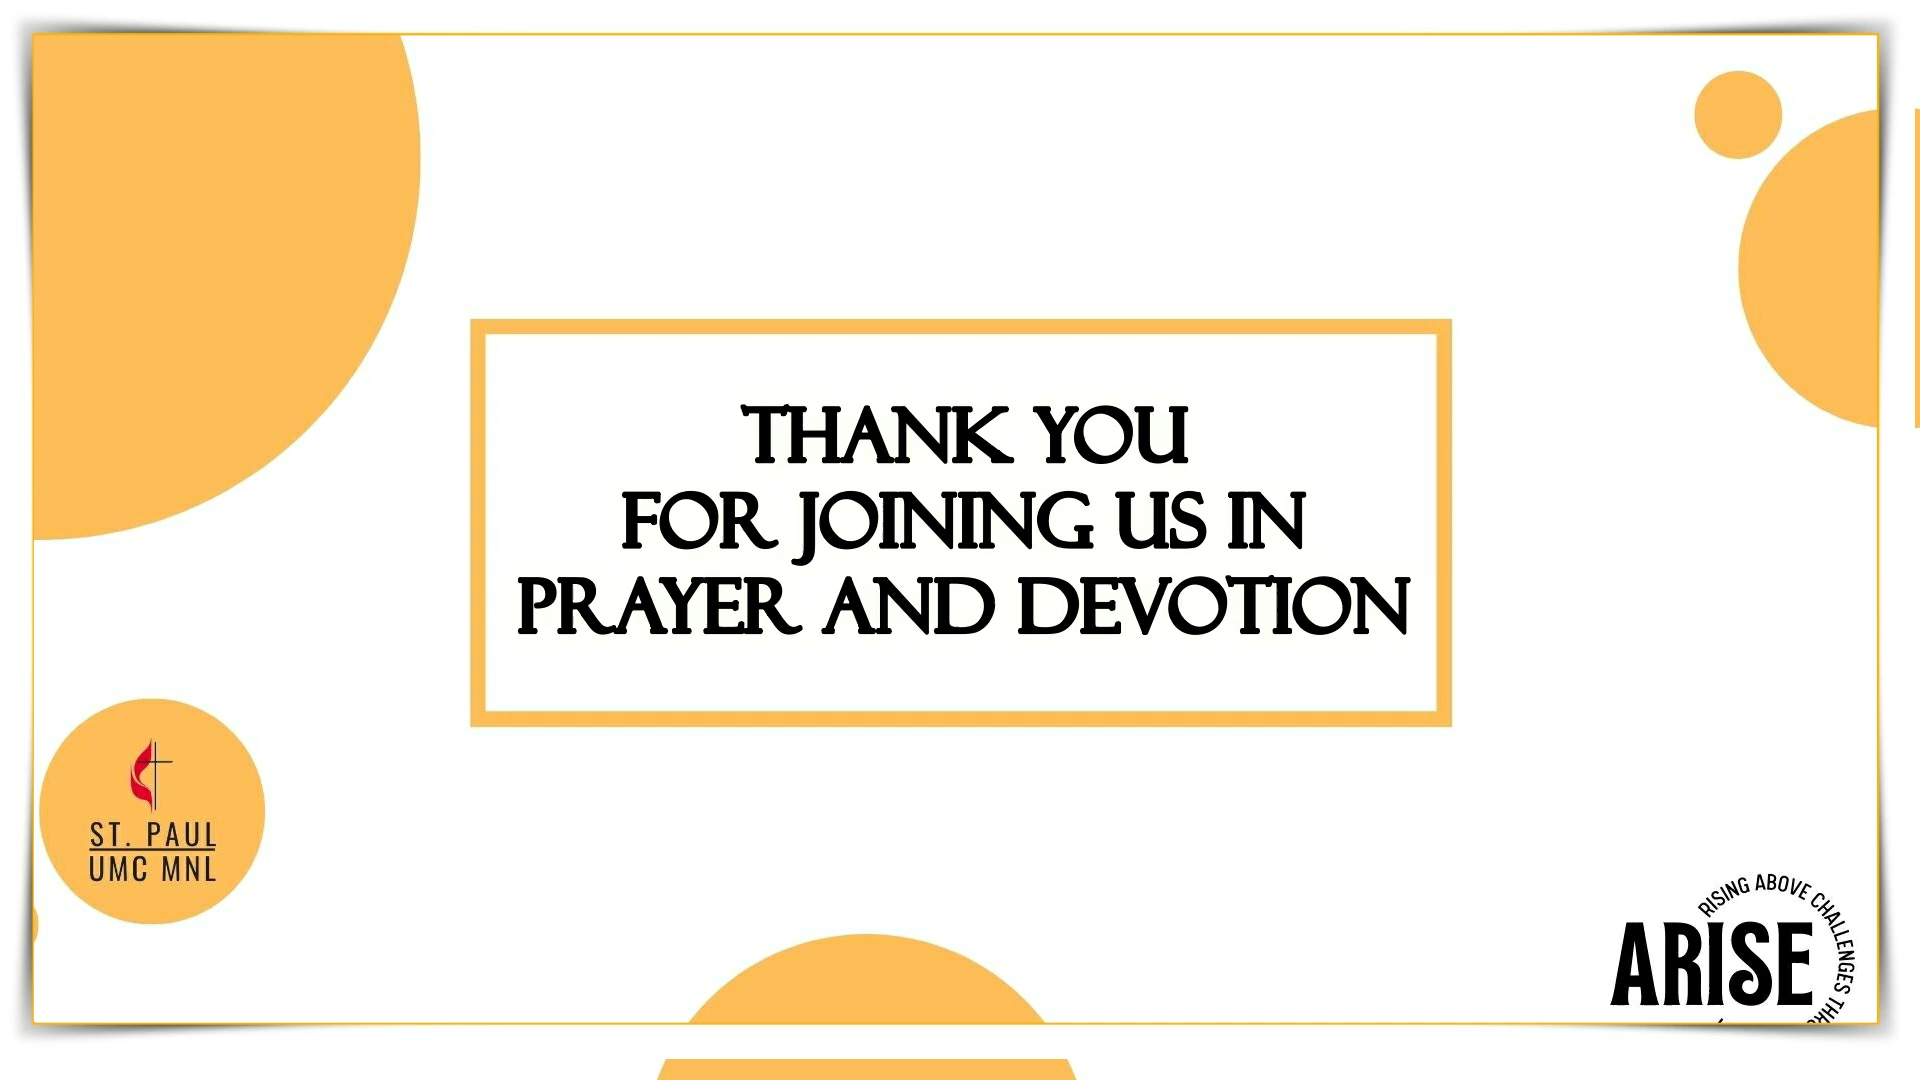 THANK YOU
FOR JOINING US IN
PRAYER AND DEVOTION
ST. PAUL
UMC MNL
RISING ABOVE CHALLENGES
ARISE